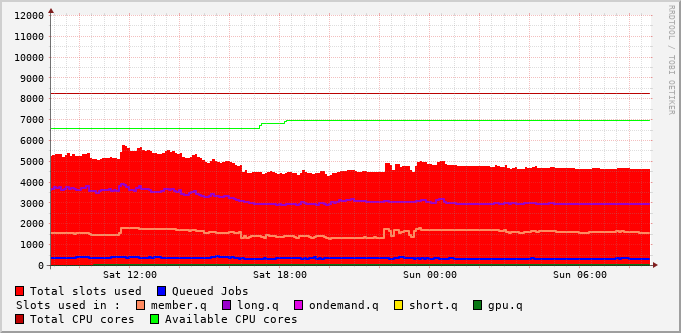 RRDTOOL / TOBI OETIKER
12000
11000
10000
9000
8000
7000
6000
5000
4000
3000
2000
1000
0
Sat 12:00 Sat 18:00 Sun 00:00 Sun 06:00
Total slots used Queued Jobs
Slots used in : member.q long.q ondemand.q short.q gpu.q
Total CPU cores Available CPU cores